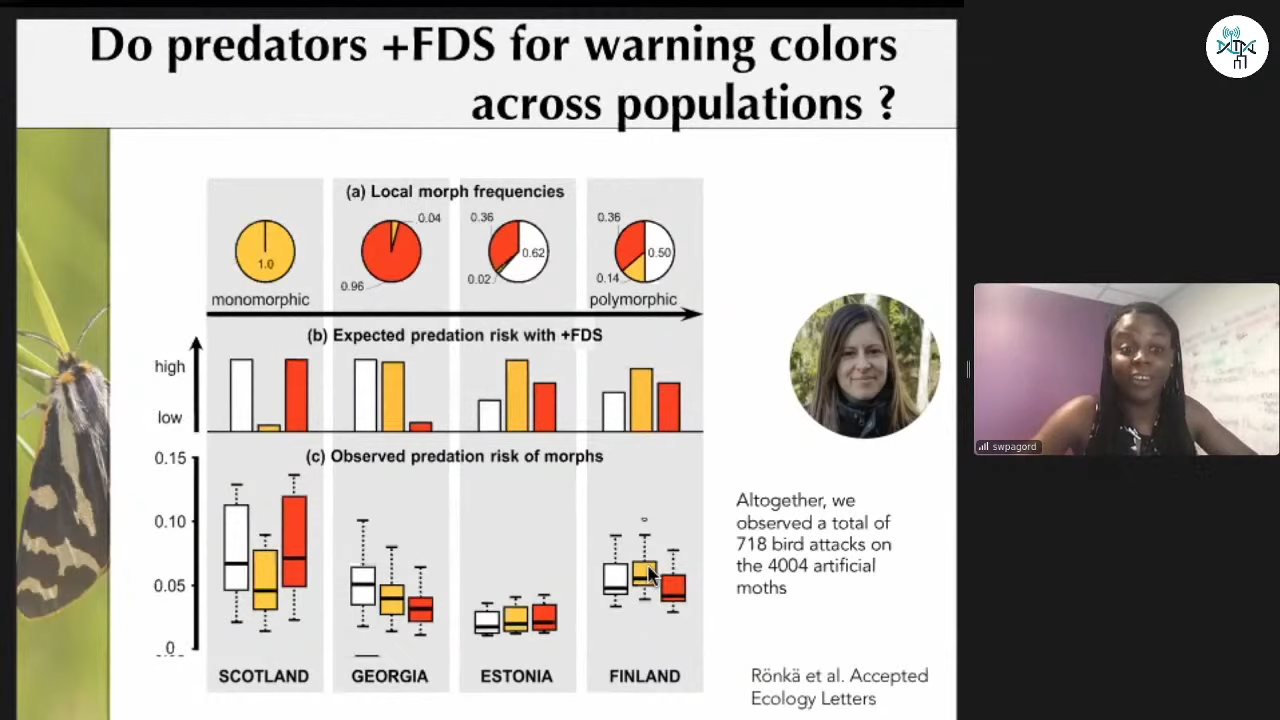 Do predators +FDS for warning colors
across populations ?
(a) Local morph frequencies
1.0
0.04
0.96
0.36
0.62
0.02
0.36
0.50
0.14
monomorphic
polymorphic
(b) Expected predation risk with +FDS
high
low
(c) Observed predation risk of morphs
0.15
0.10
0.05
0
SCOTLAND
GEORGIA
ESTONIA
FINLAND
Altogether, we
observed a total of
718 bird attacks on
the 4004 artificial
moths
Rönkä et al. Accepted
Ecology Letters
swpagord